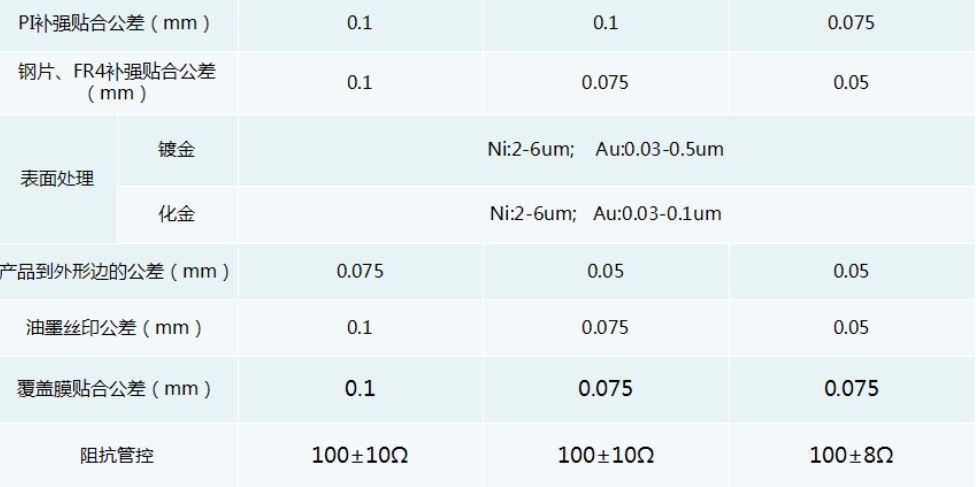 PI补强贴合公差（mm） 0.1 0.1 0.075
钢片、FR4补强贴合公差
（mm） 0.1 0.075 0.05
表面处理 镀金 Ni:2-6um; Au:0.03-0.5um
化金 Ni:2-6um; Au:0.03-0.1um
产品到外形边的公差（mm） 0.075 0.05 0.05
油墨丝印公差（mm） 0.1 0.075 0.05
覆盖膜贴合公差（mm） 0.1 0.075 0.075
阻抗管控 100±10Ω 100±10Ω 100±8Ω